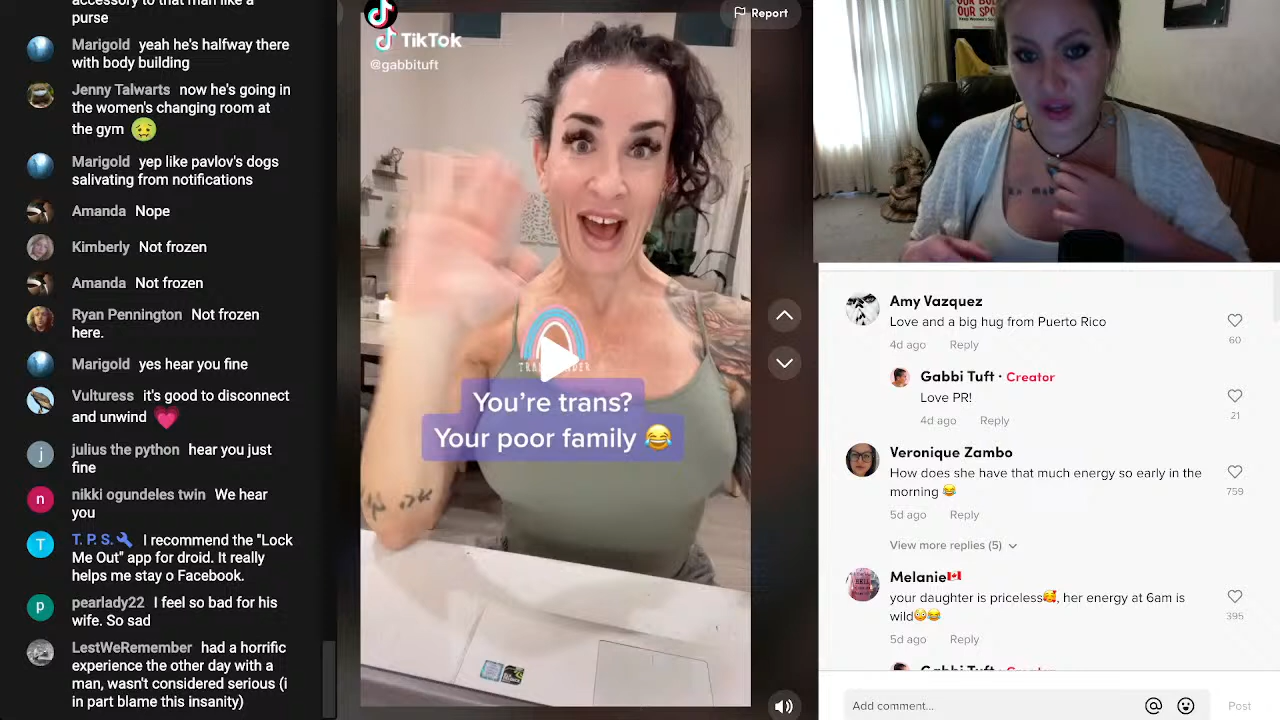 accessory to that man like a
purse
Marigold yeah he's halfway there
with body building
Jenny Talwarts now he's going in
the women's changing room at
the gym 🤢
Marigold yep like pavlov's dogs
salivating from notifications
Amanda Nope
Kimberly Not frozen
Amanda Not frozen
Ryan Pennington Not frozen
here.
Marigold yes hear you fine
Vulturess it's good to disconnect
and unwind 💗
j
julius the python hear you just
fine
n
nikki ogundeles twin We hear
you
T
T. P. S.🔧 I recommend the "Lock
Me Out" app for droid. It really
helps me stay o Facebook.
p
pearlady22 I feel so bad for his
wife. So sad
LestWeRemember had a horrific
experience the other day with a
man, wasn't considered serious (i
in part blame this insanity)
TikTok
@gabbituft
Report
You're trans?
Your poor family 😂
Amy Vazquez
Love and a big hug from Puerto Rico
60
4d ago Reply
Gabbi Tuft · Creator
Love PR!
21
4d ago Reply
Veronique Zambo
How does she have that much energy so early in the
morning 😂
759
5d ago Reply
View more replies (5)
Melanie🇨🇦
your daughter is priceless🥰, her energy at 6am is
wild😳😂
395
5d ago Reply
Gabbi Tuft · Creator
Add comment...
@
Post